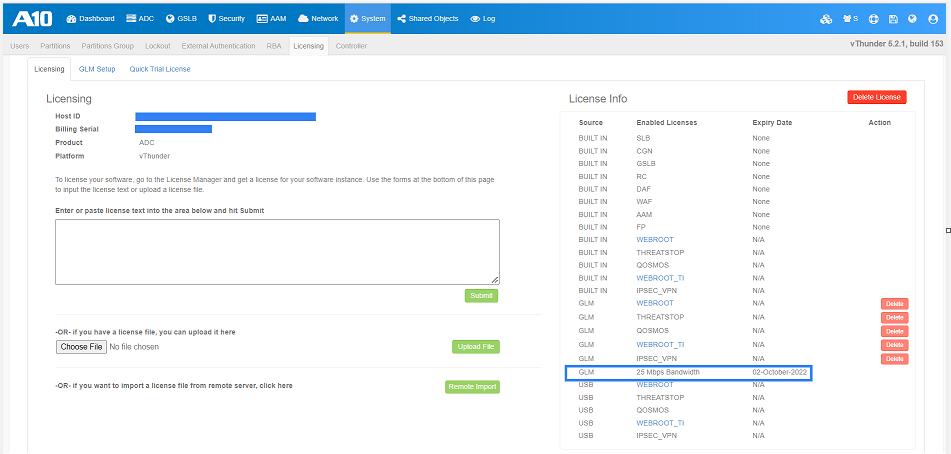 A10 Dashboard ADC GSLB Security AAM Network System Shared Objects Log S
Users Partitions Partitions Group Lockout External Authentication RBA Licensing Controller vThunder 5.2.1, build 153
Licensing GLM Setup Quick Trial License
Licensing
Host ID
Billing Serial
Product ADC
Platform vThunder
To license your software, go to the License Manager and get a license for your software instance. Use the forms at the bottom of this page
to input the license text or upload a license file.
Enter or paste license text into the area below and hit Submit
Submit
-OR- if you have a license file, you can upload it here
Choose File No file chosen Upload File
-OR- if you want to import a license file from remote server, click here Remote Import
License Info Delete License
Source Enabled Licenses Expiry Date Action
BUILT IN SLB None
BUILT IN CGN None
BUILT IN GSLB None
BUILT IN RC None
BUILT IN DAF None
BUILT IN WAF None
BUILT IN AAM None
BUILT IN FP None
BUILT IN WEBROOT N/A
BUILT IN THREATSTOP N/A
BUILT IN QOSMOS N/A
BUILT IN WEBROOT_TI N/A
BUILT IN IPSEC_VPN N/A
GLM WEBROOT N/A Delete
GLM THREATSTOP N/A Delete
GLM QOSMOS N/A Delete
GLM WEBROOT_TI N/A Delete
GLM IPSEC_VPN N/A Delete
GLM 25 Mbps Bandwidth 02-October-2022
USB WEBROOT N/A
USB THREATSTOP N/A
USB QOSMOS N/A
USB WEBROOT_TI N/A
USB IPSEC_VPN N/A